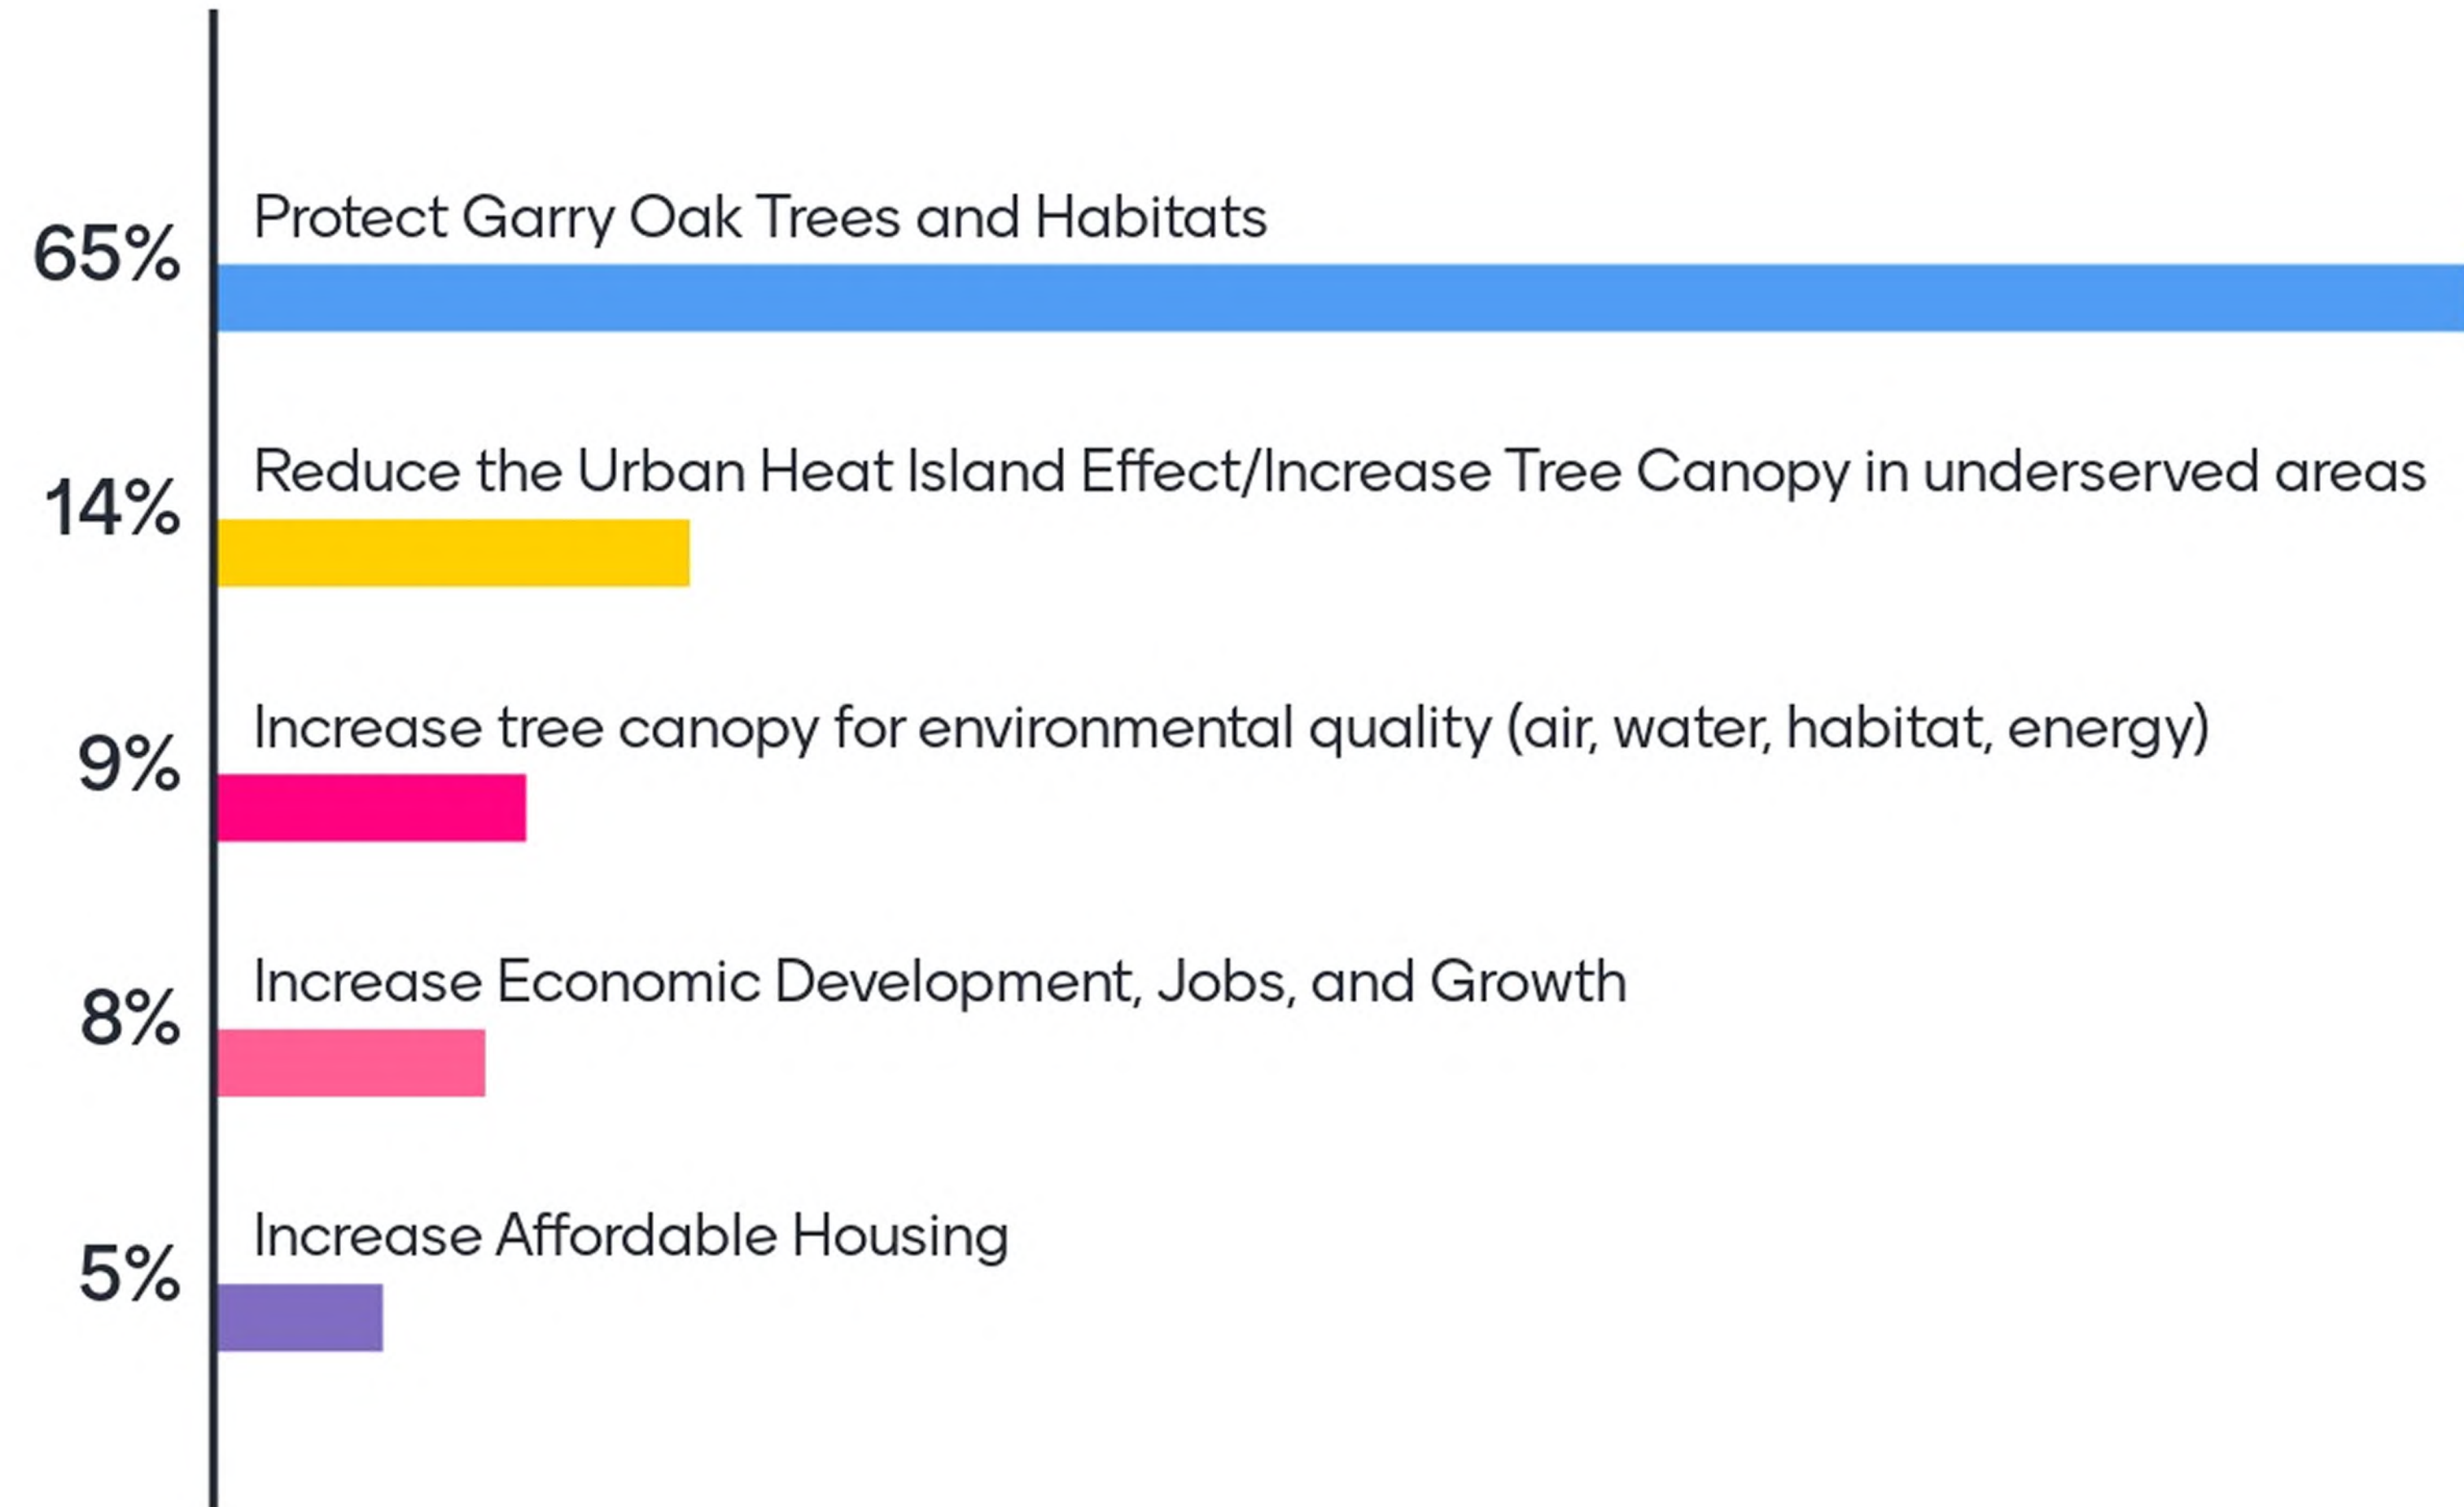 Protect Garry Oak Trees and Habitats
65%
Reduce the Urban Heat Island Effect/Increase Tree Canopy in underserved areas
14%
Increase tree canopy for environmental quality (air, water, habitat, energy)
9%
Increase Economic Development, Jobs, and Growth
8%
Increase Affordable Housing
5%